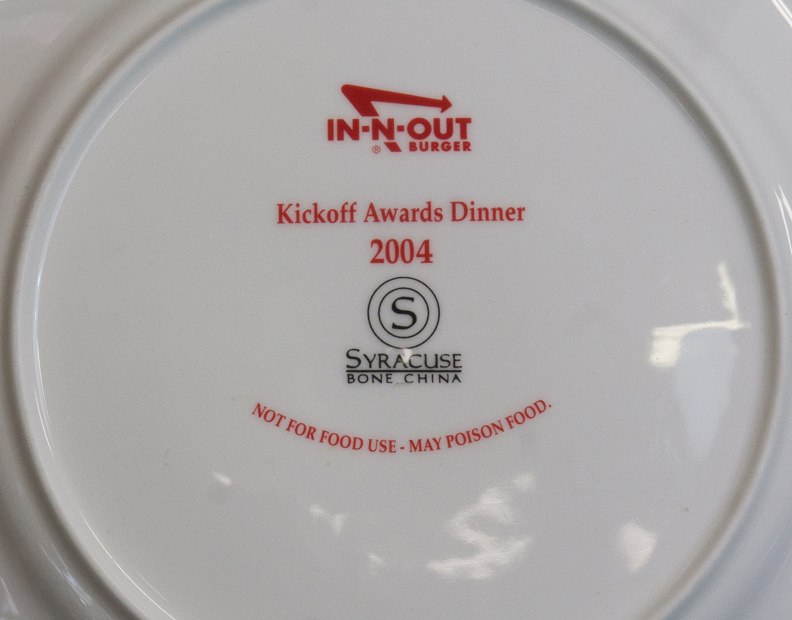 IN-N-OUT
® BURGER
Kickoff Awards Dinner
2004
S
SYRACUSE
BONE CHINA
NOT FOR FOOD USE - MAY POISON FOOD.